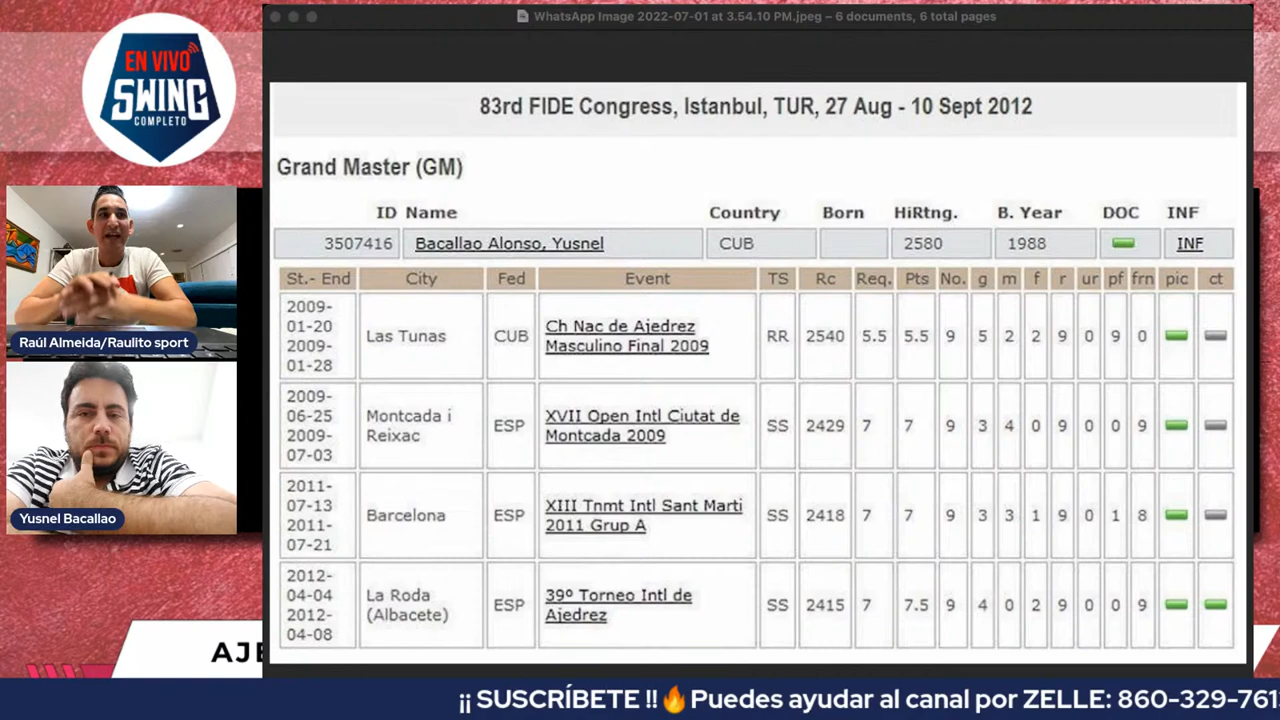 WhatsApp Image 2022-07-01 at 3.54.10 PM.jpeg – 6 documents, 6 total pages
EN VIVO
SWING
COMPLETO
83rd FIDE Congress, Istanbul, TUR, 27 Aug - 10 Sept 2012
Grand Master (GM)
ID Name Country Born HiRtng. B. Year DOC INF
3507416 Bacallao Alonso, Yusnel CUB 2580 1988 INF
St.- End City Fed Event TS Rc Req. Pts No. g m f r ur pf frn pic ct
2009-
01-20
2009-
01-28
Las Tunas CUB
Ch Nac de Ajedrez
Masculino Final 2009
RR 2540 5.5 5.5 9 5 2 2 9 0 9 0
2009-
06-25
2009-
07-03
Montcada i
Reixac
ESP
XVII Open Intl Ciutat de
Montcada 2009
SS 2429 7 7 9 3 4 0 9 0 0 9
2011-
07-13
2011-
07-21
Barcelona ESP
XIII Tnmt Intl Sant Marti
2011 Grup A
SS 2418 7 7 9 3 3 1 9 0 1 8
2012-
04-04
2012-
04-08
La Roda
(Albacete)
ESP
39º Torneo Intl de
Ajedrez
SS 2415 7 7.5 9 4 0 2 9 0 0 9
Raúl Almeida/Raulito sport
Yusnel Bacallao
AJE
¡¡ SUSCRÍBETE !!🔥Puedes ayudar al canal por ZELLE: 860-329-761